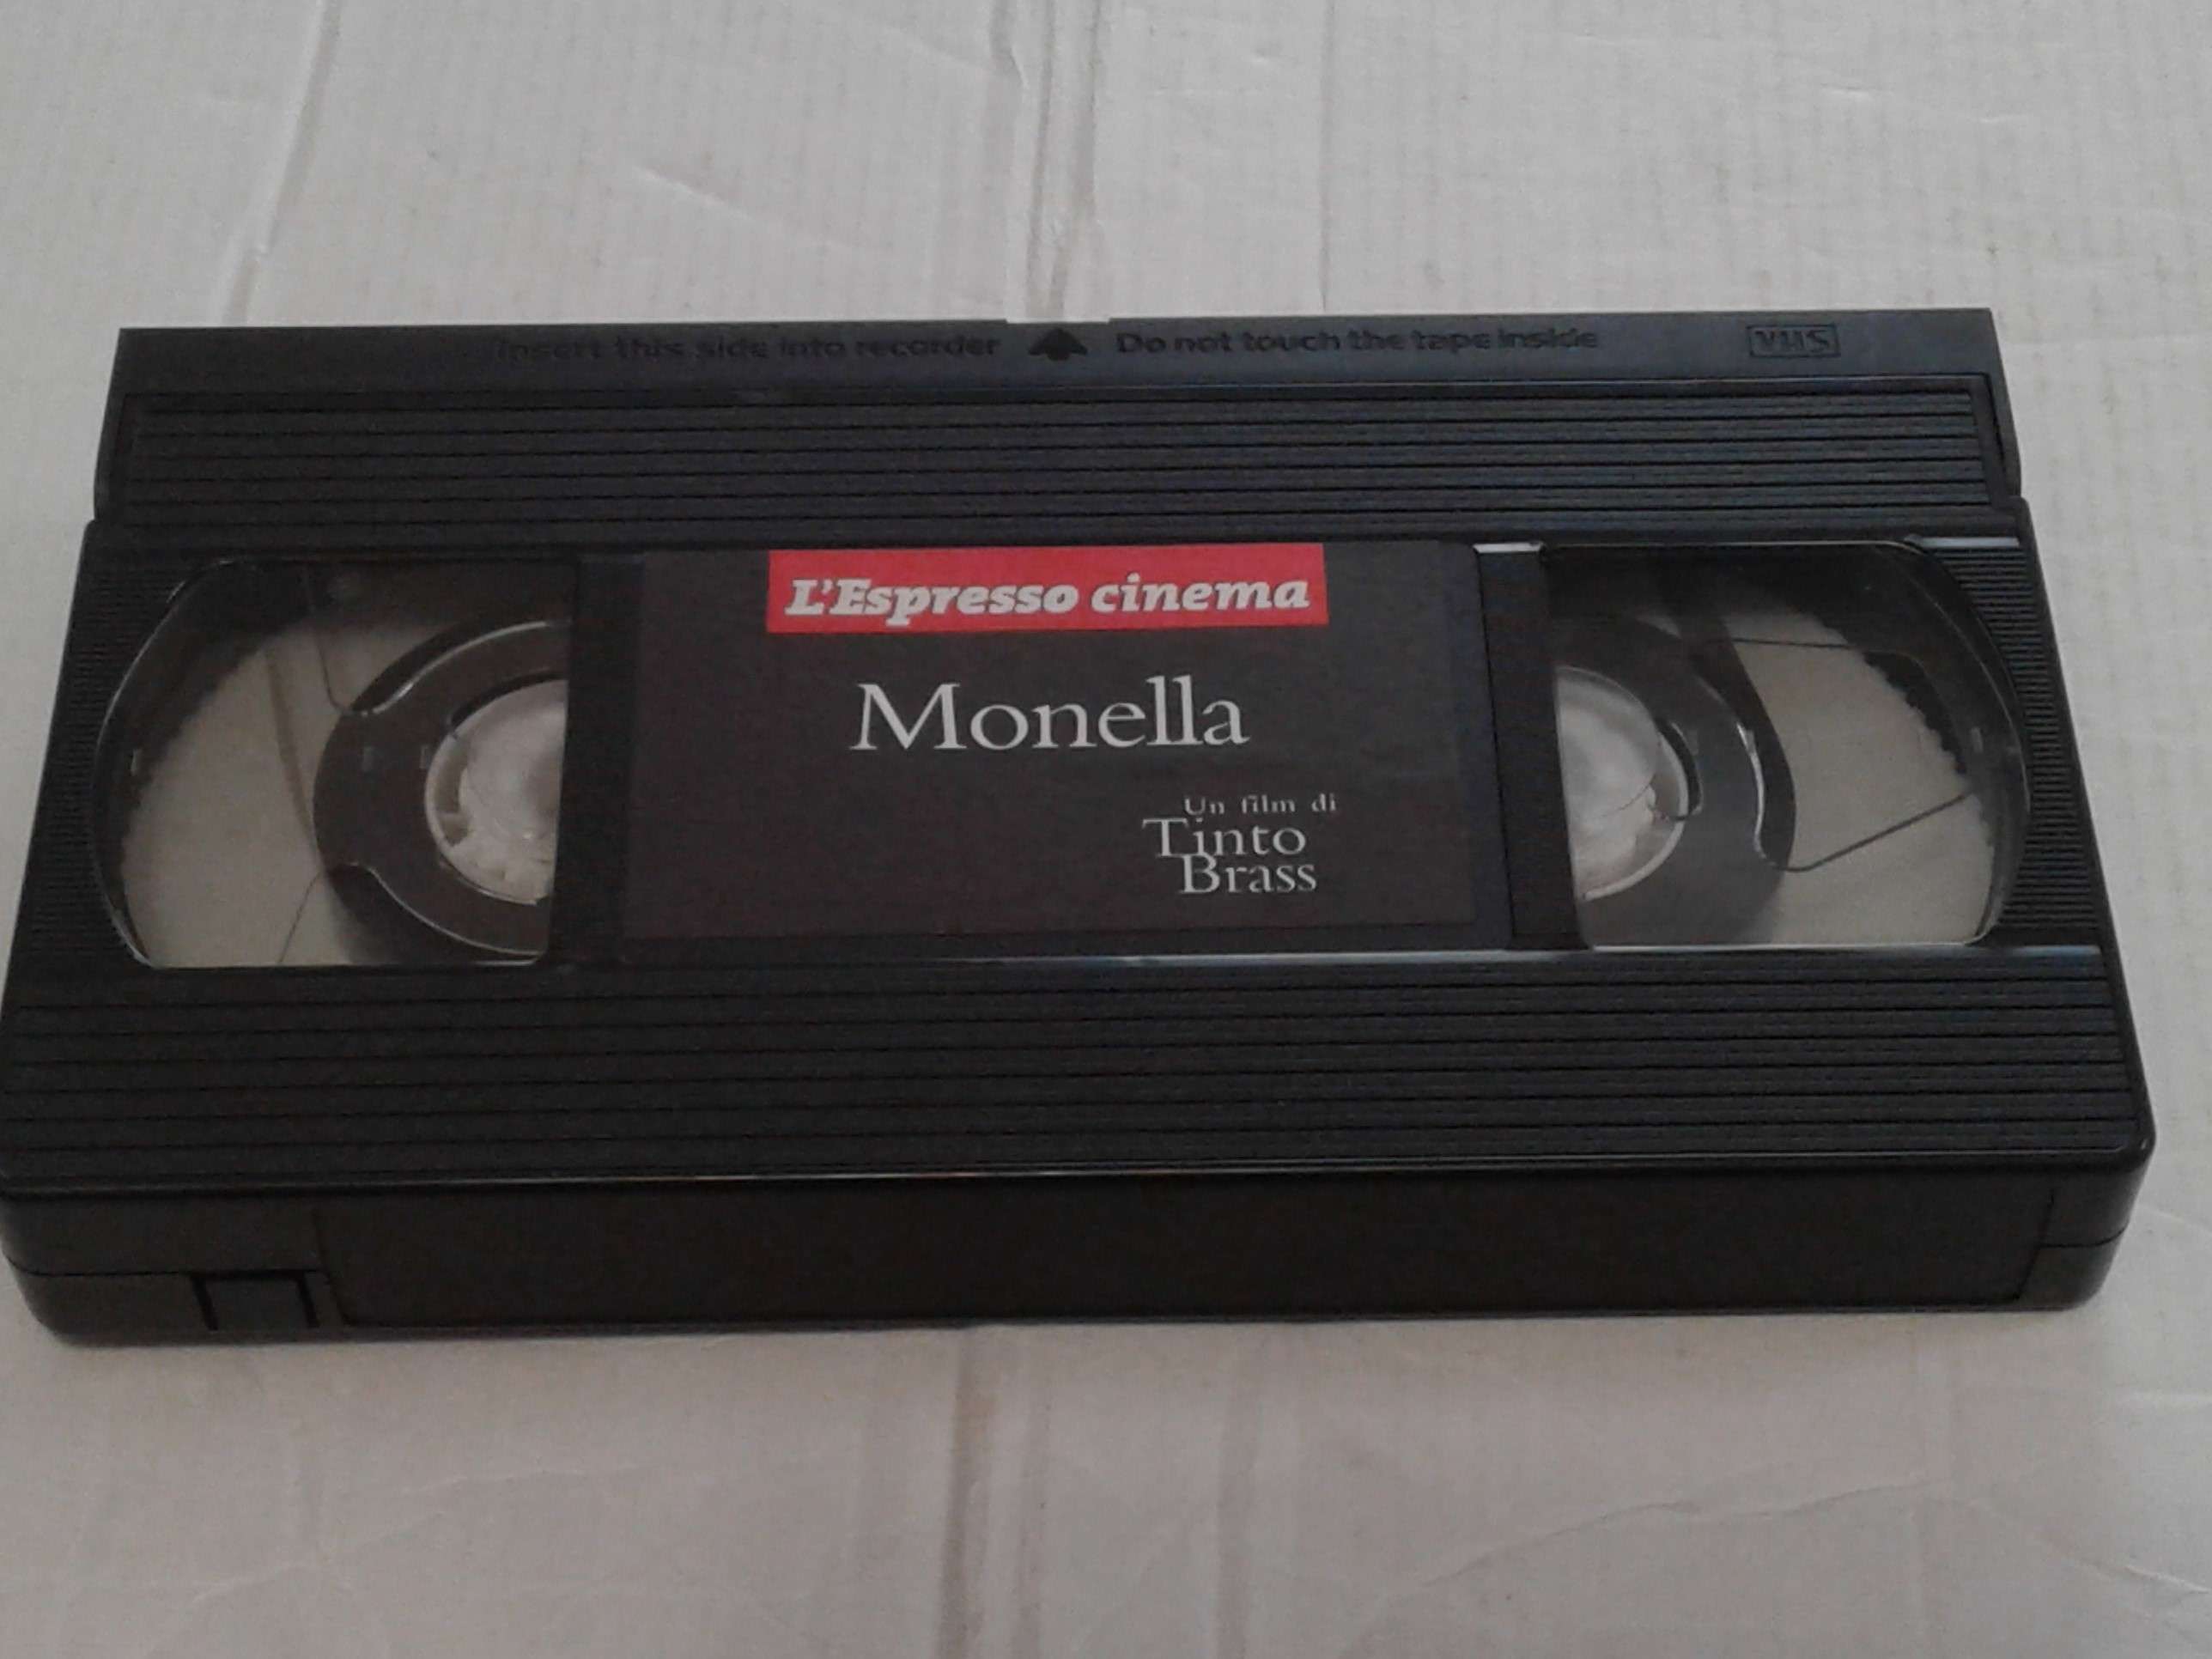 Insert this side into recorder Do not touch the tape inside VHS
L'Espresso cinema
Monella
Un film di
Tinto
Brass